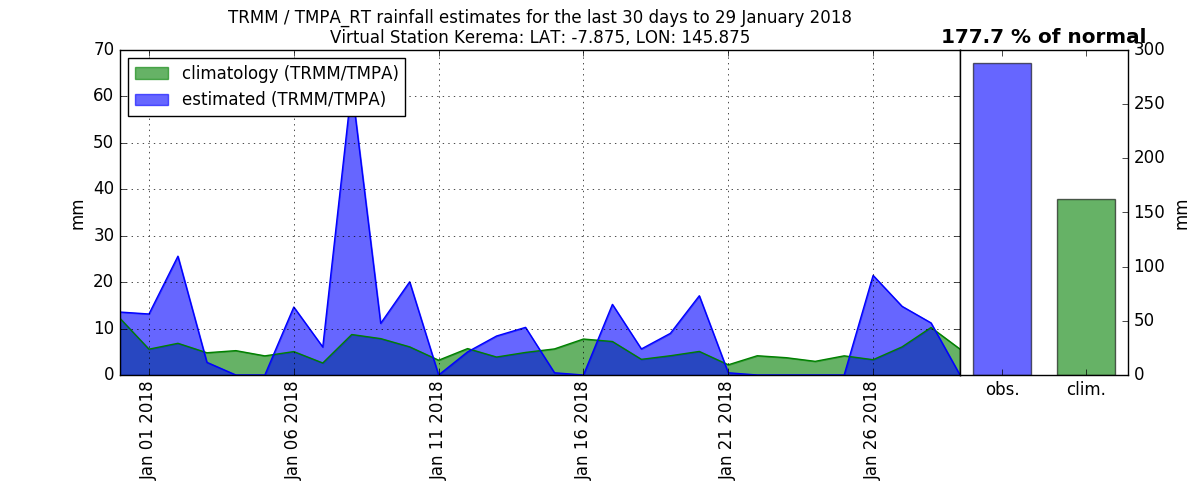 TRMM / TMPA_RT rainfall estimates for the last 30 days to 29 January 2018
Virtual Station Kerema: LAT: -7.875, LON: 145.875
177.7 % of normal
climatology (TRMM/TMPA)
estimated (TRMM/TMPA)
mm
70
60
50
40
30
20
10
0
Jan 01 2018
Jan 06 2018
Jan 11 2018
Jan 16 2018
Jan 21 2018
Jan 26 2018
obs.
clim.
300
250
200
150
100
50
0
mm